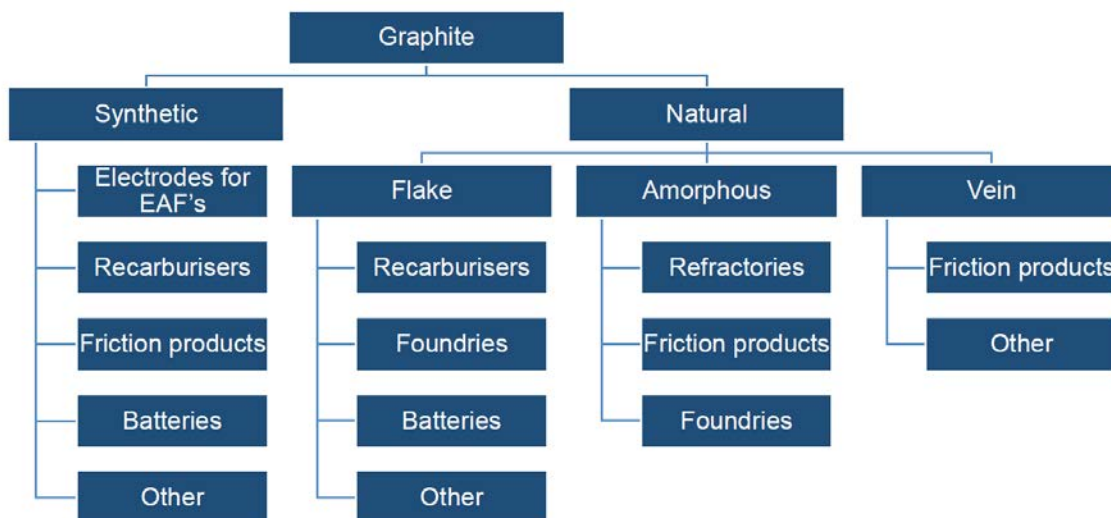 Graphite
Synthetic
Natural
Electrodes for
EAF's
Flake
Amorphous
Vein
Recarburisers
Recarburisers
Refractories
Friction products
Friction products
Foundries
Friction products
Other
Batteries
Batteries
Foundries
Other
Other